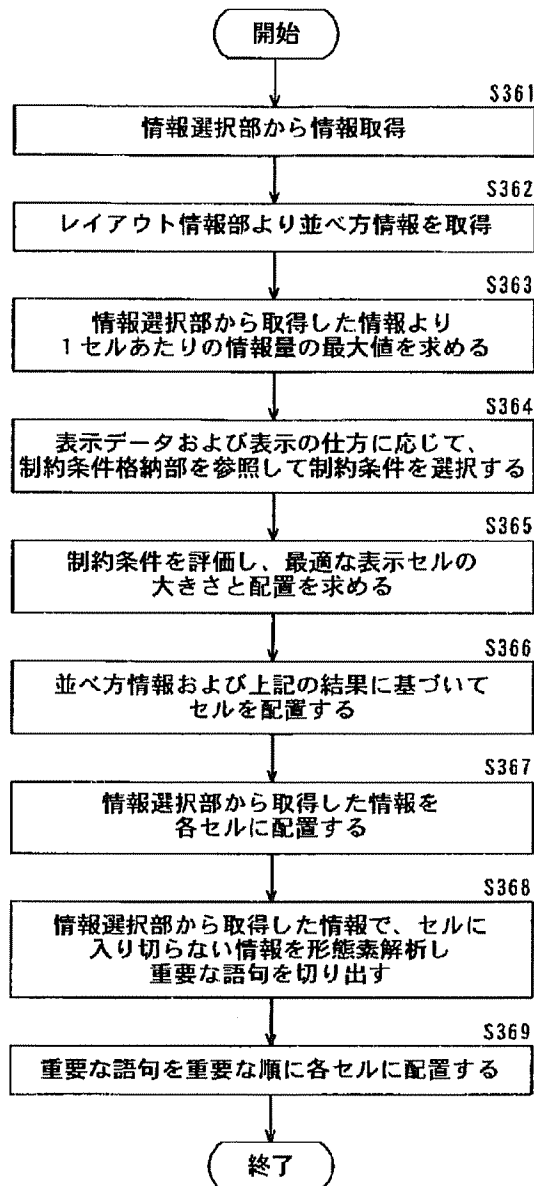 開始
S361
情報選択部から情報取得
S362
レイアウト情報部より並べ方情報を取得
S363
情報選択部から取得した情報より
1セルあたりの情報量の最大値を求める
S364
表示データおよび表示の仕方に応じて、
制約条件格納部を参照して制約条件を選択する
S365
制約条件を評価し、最適な表示セルの
大きさと配置を求める
S366
並べ方情報および上記の結果に基づいて
セルを配置する
S367
情報選択部から取得した情報を
各セルに配置する
S368
情報選択部から取得した情報で、セルに
入り切らない情報を形態素解析し
重要な語句を切り出す
S369
重要な語句を重要な順に各セルに配置する
終了